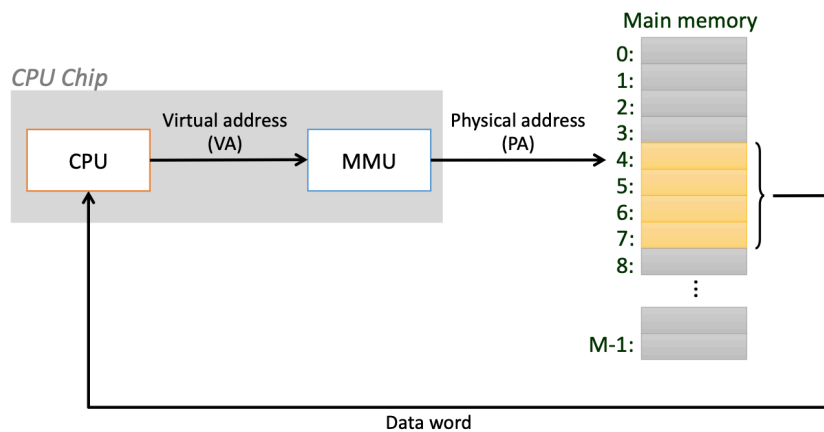 Main memory
CPU Chip
0:
1:
2:
3:
4:
5:
6:
7:
8:
⋮
M-1:
Virtual address
(VA)
Physical address
(PA)
CPU
MMU
Data word